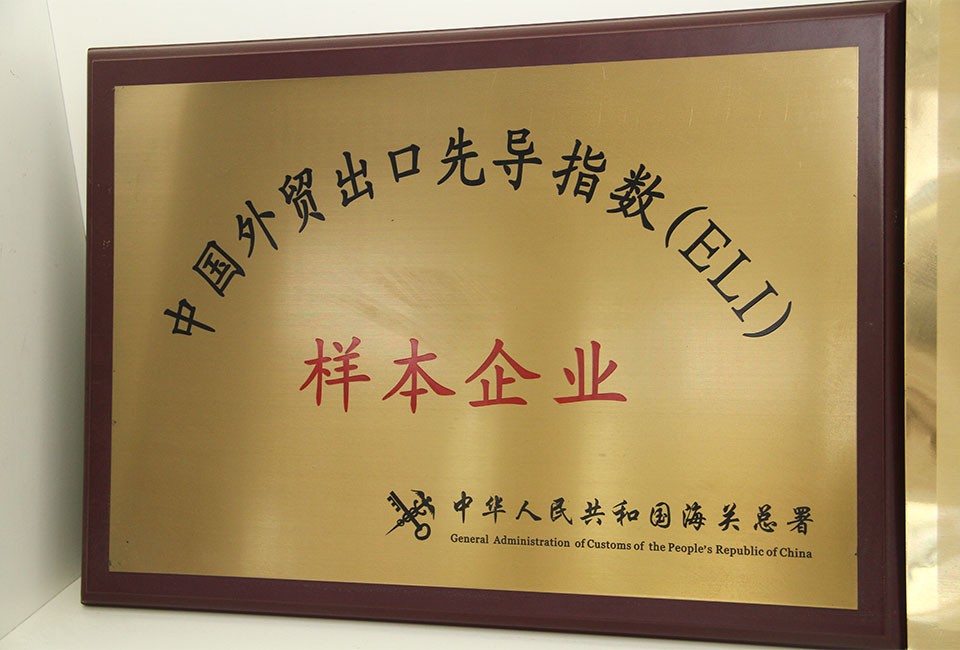 中国外贸出口先导指数(ELI)
样本企业
中华人民共和国海关总署
General Administration of Customs of the People's Republic of China